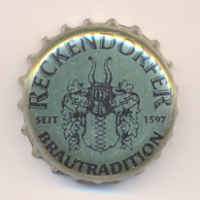 RECKENDORFER
SEIT 1597
BRAUTRADITION